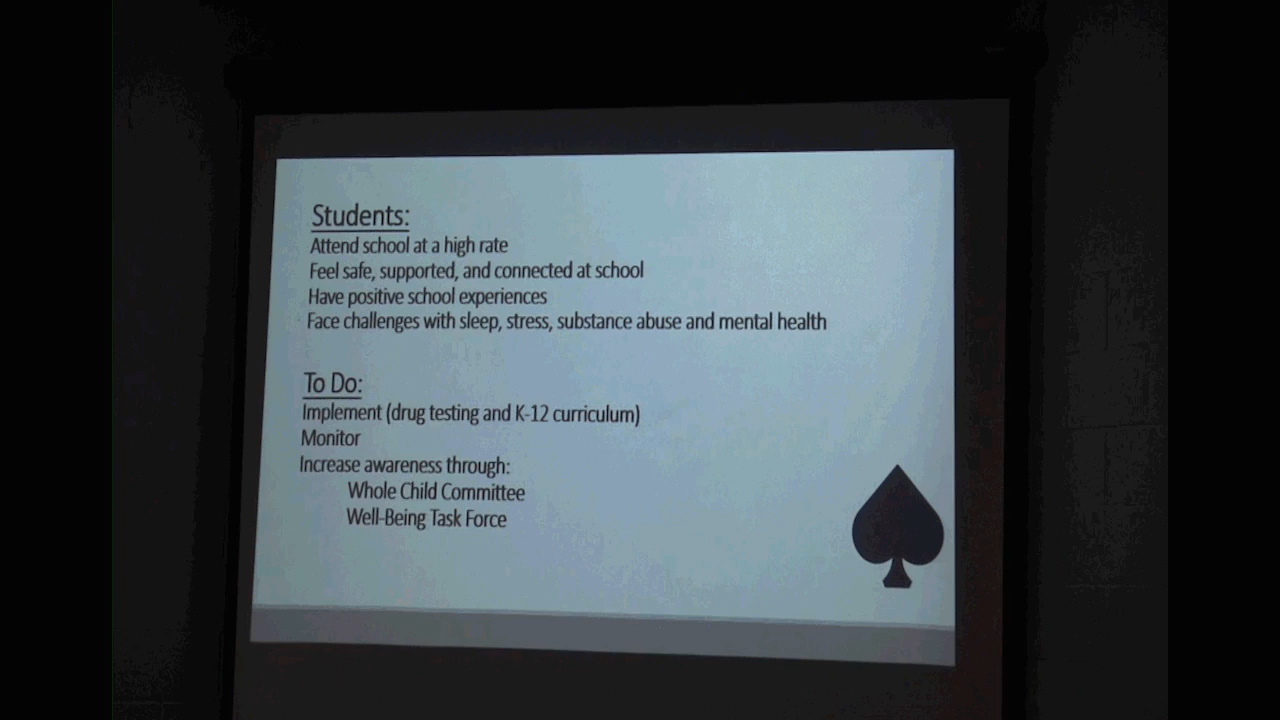 Students:
Attend school at a high rate
Feel safe, supported, and connected at school
Have positive school experiences
Face challenges with sleep, stress, substance abuse and mental health
To Do:
Implement (drug testing and K-12 curriculum)
Monitor
Increase awareness through:
Whole Child Committee
Well-Being Task Force